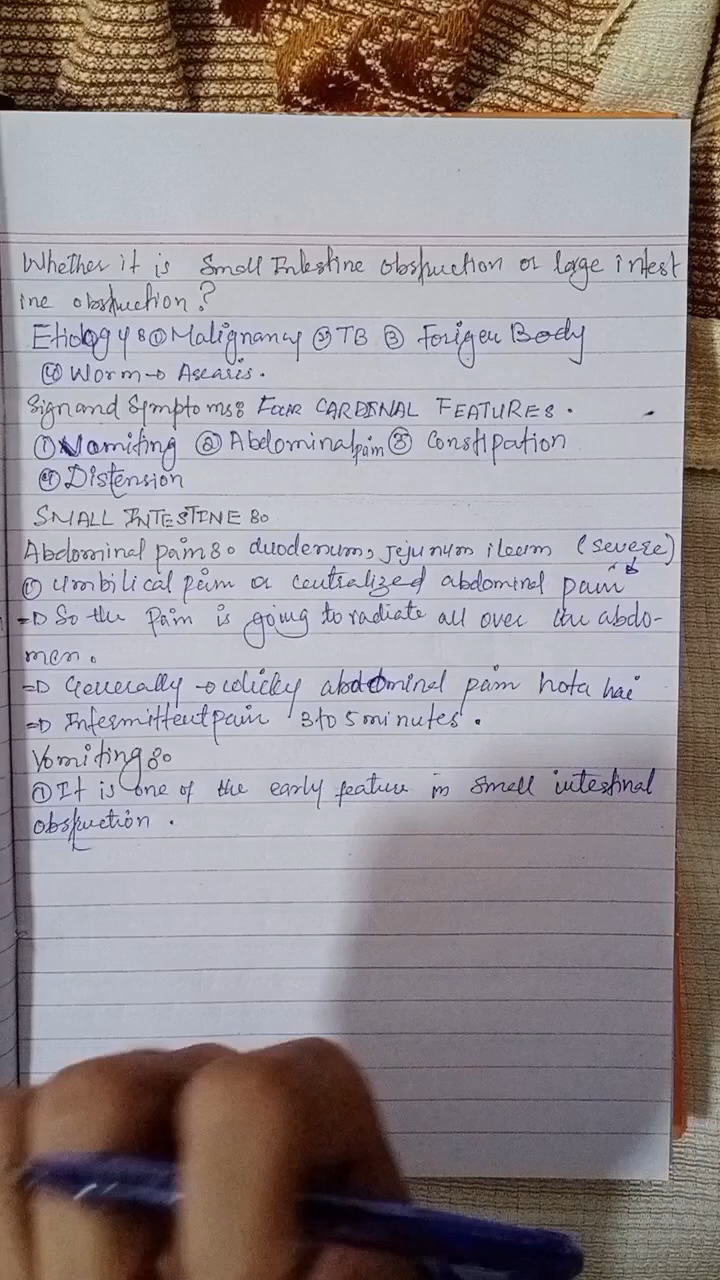 Whether it is Small Intestine obstruction or large intest
ine obstruction?
Etiology: ① Malignancy ② TB ③ Forigeu Body
④ Worm → Ascaris.
Sign and Symptoms: FOUR CARDINAL FEATURES.
① Vomiting ② Abdominal pain ③ Constipation
④ Distension
SMALL INTESTINE :-
Abdominal pain :- duodenum, jejunum ileum (severe)
① Umbilical pain or centralized abdominal pain
⇒ So the pain is going to radiate all over the abdo-
men.
⇒ Generally → colicky abdominal pain hota hai
⇒ Intermittent pain 3 to 5 minutes.
Vomiting :-
① It is one of the early feature in small intestinal
obstruction.